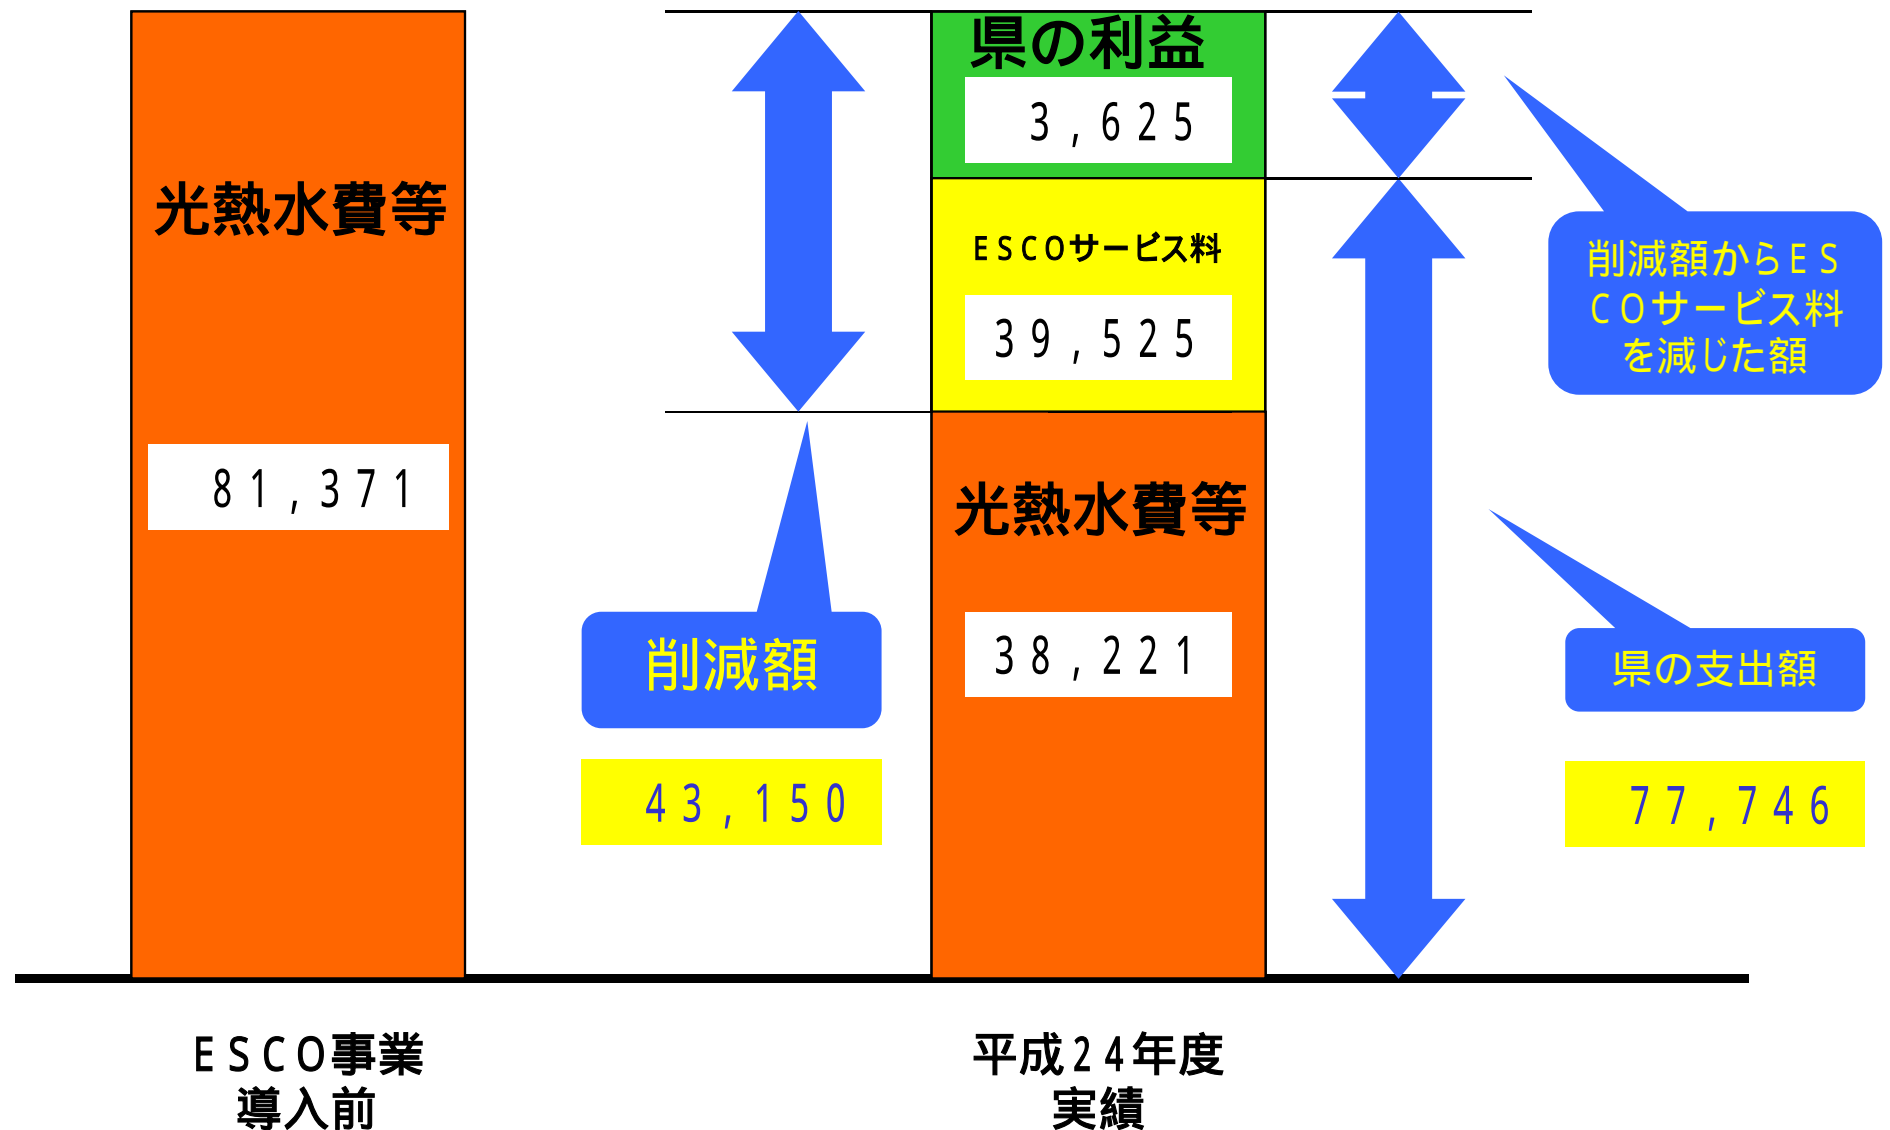 光熱水費等
８１，３７１
ＥＳＣＯ事業
導入前
削減額
４３，１５０
県の利益
３，６２５
ＥＳＣＯサービス料
３９，５２５
光熱水費等
３８，２２１
平成２４年度
実績
削減額からＥＳ
ＣＯサービス料
を減じた額
県の支出額
７７，７４６